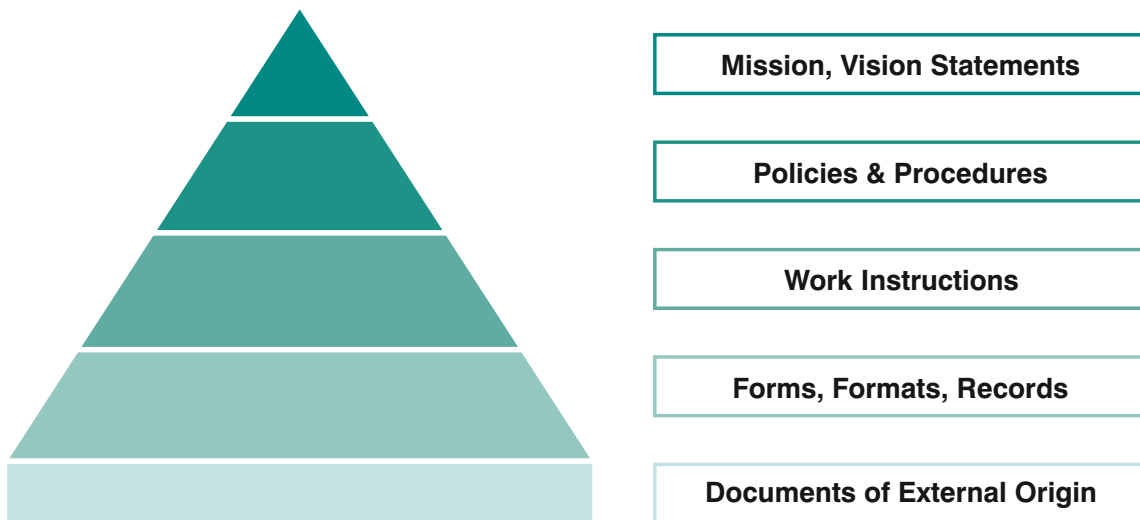 Mission, Vision Statements
Policies & Procedures
Work Instructions
Forms, Formats, Records
Documents of External Origin